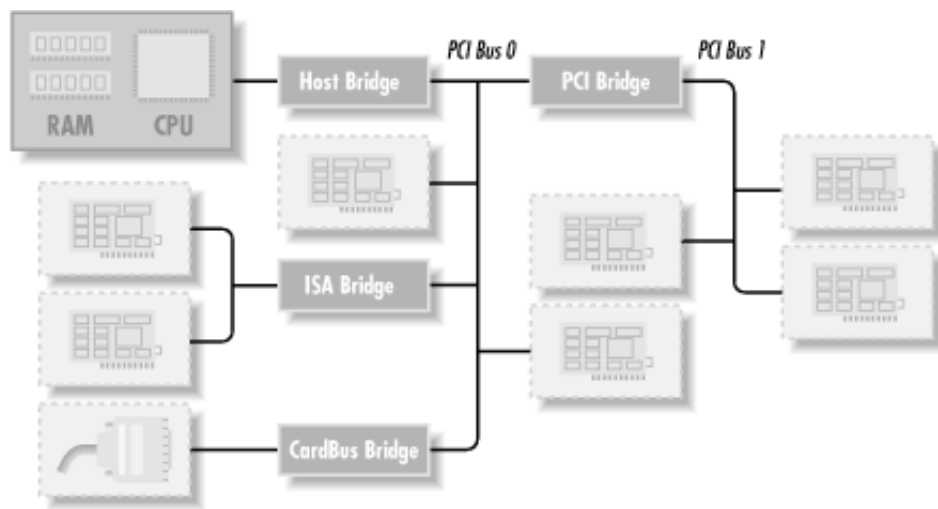 PCI Bus 0
PCI Bus 1
Host Bridge
PCI Bridge
RAM
CPU
ISA Bridge
CardBus Bridge